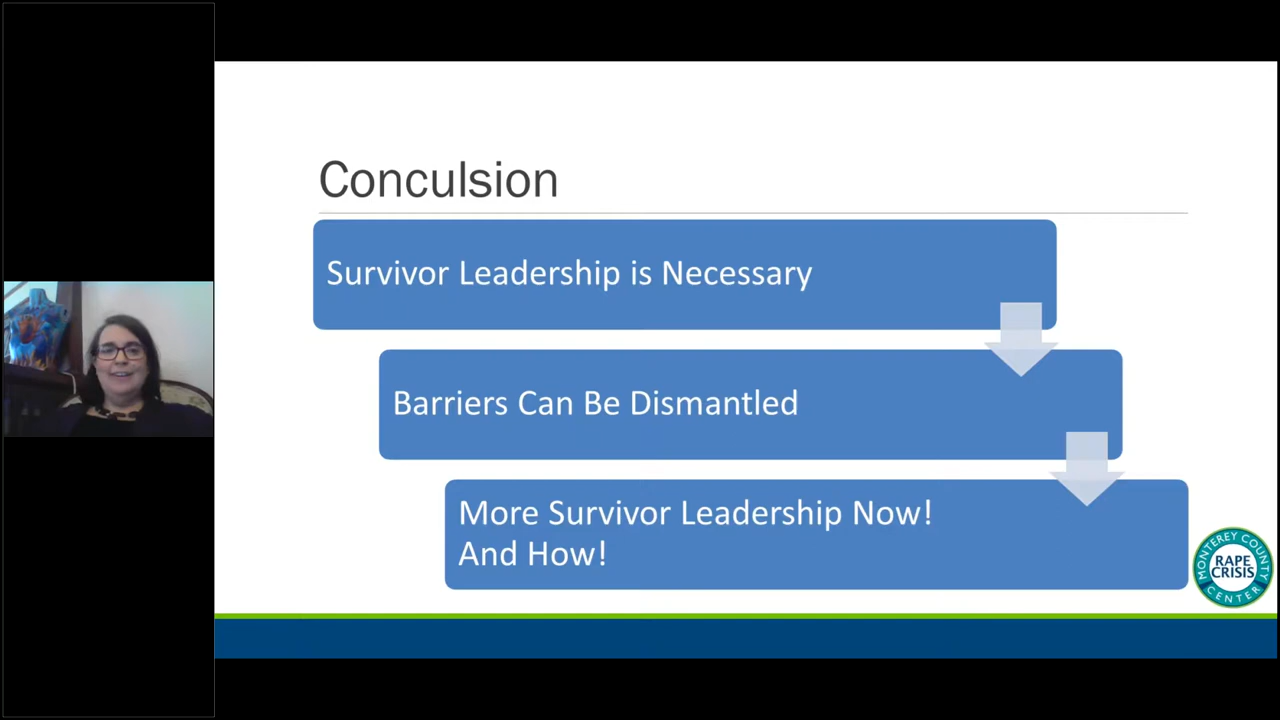 Conculsion
Survivor Leadership is Necessary
Barriers Can Be Dismantled
More Survivor Leadership Now!
And How!
MONTEREY COUNTY
RAPE
CRISIS
CENTER